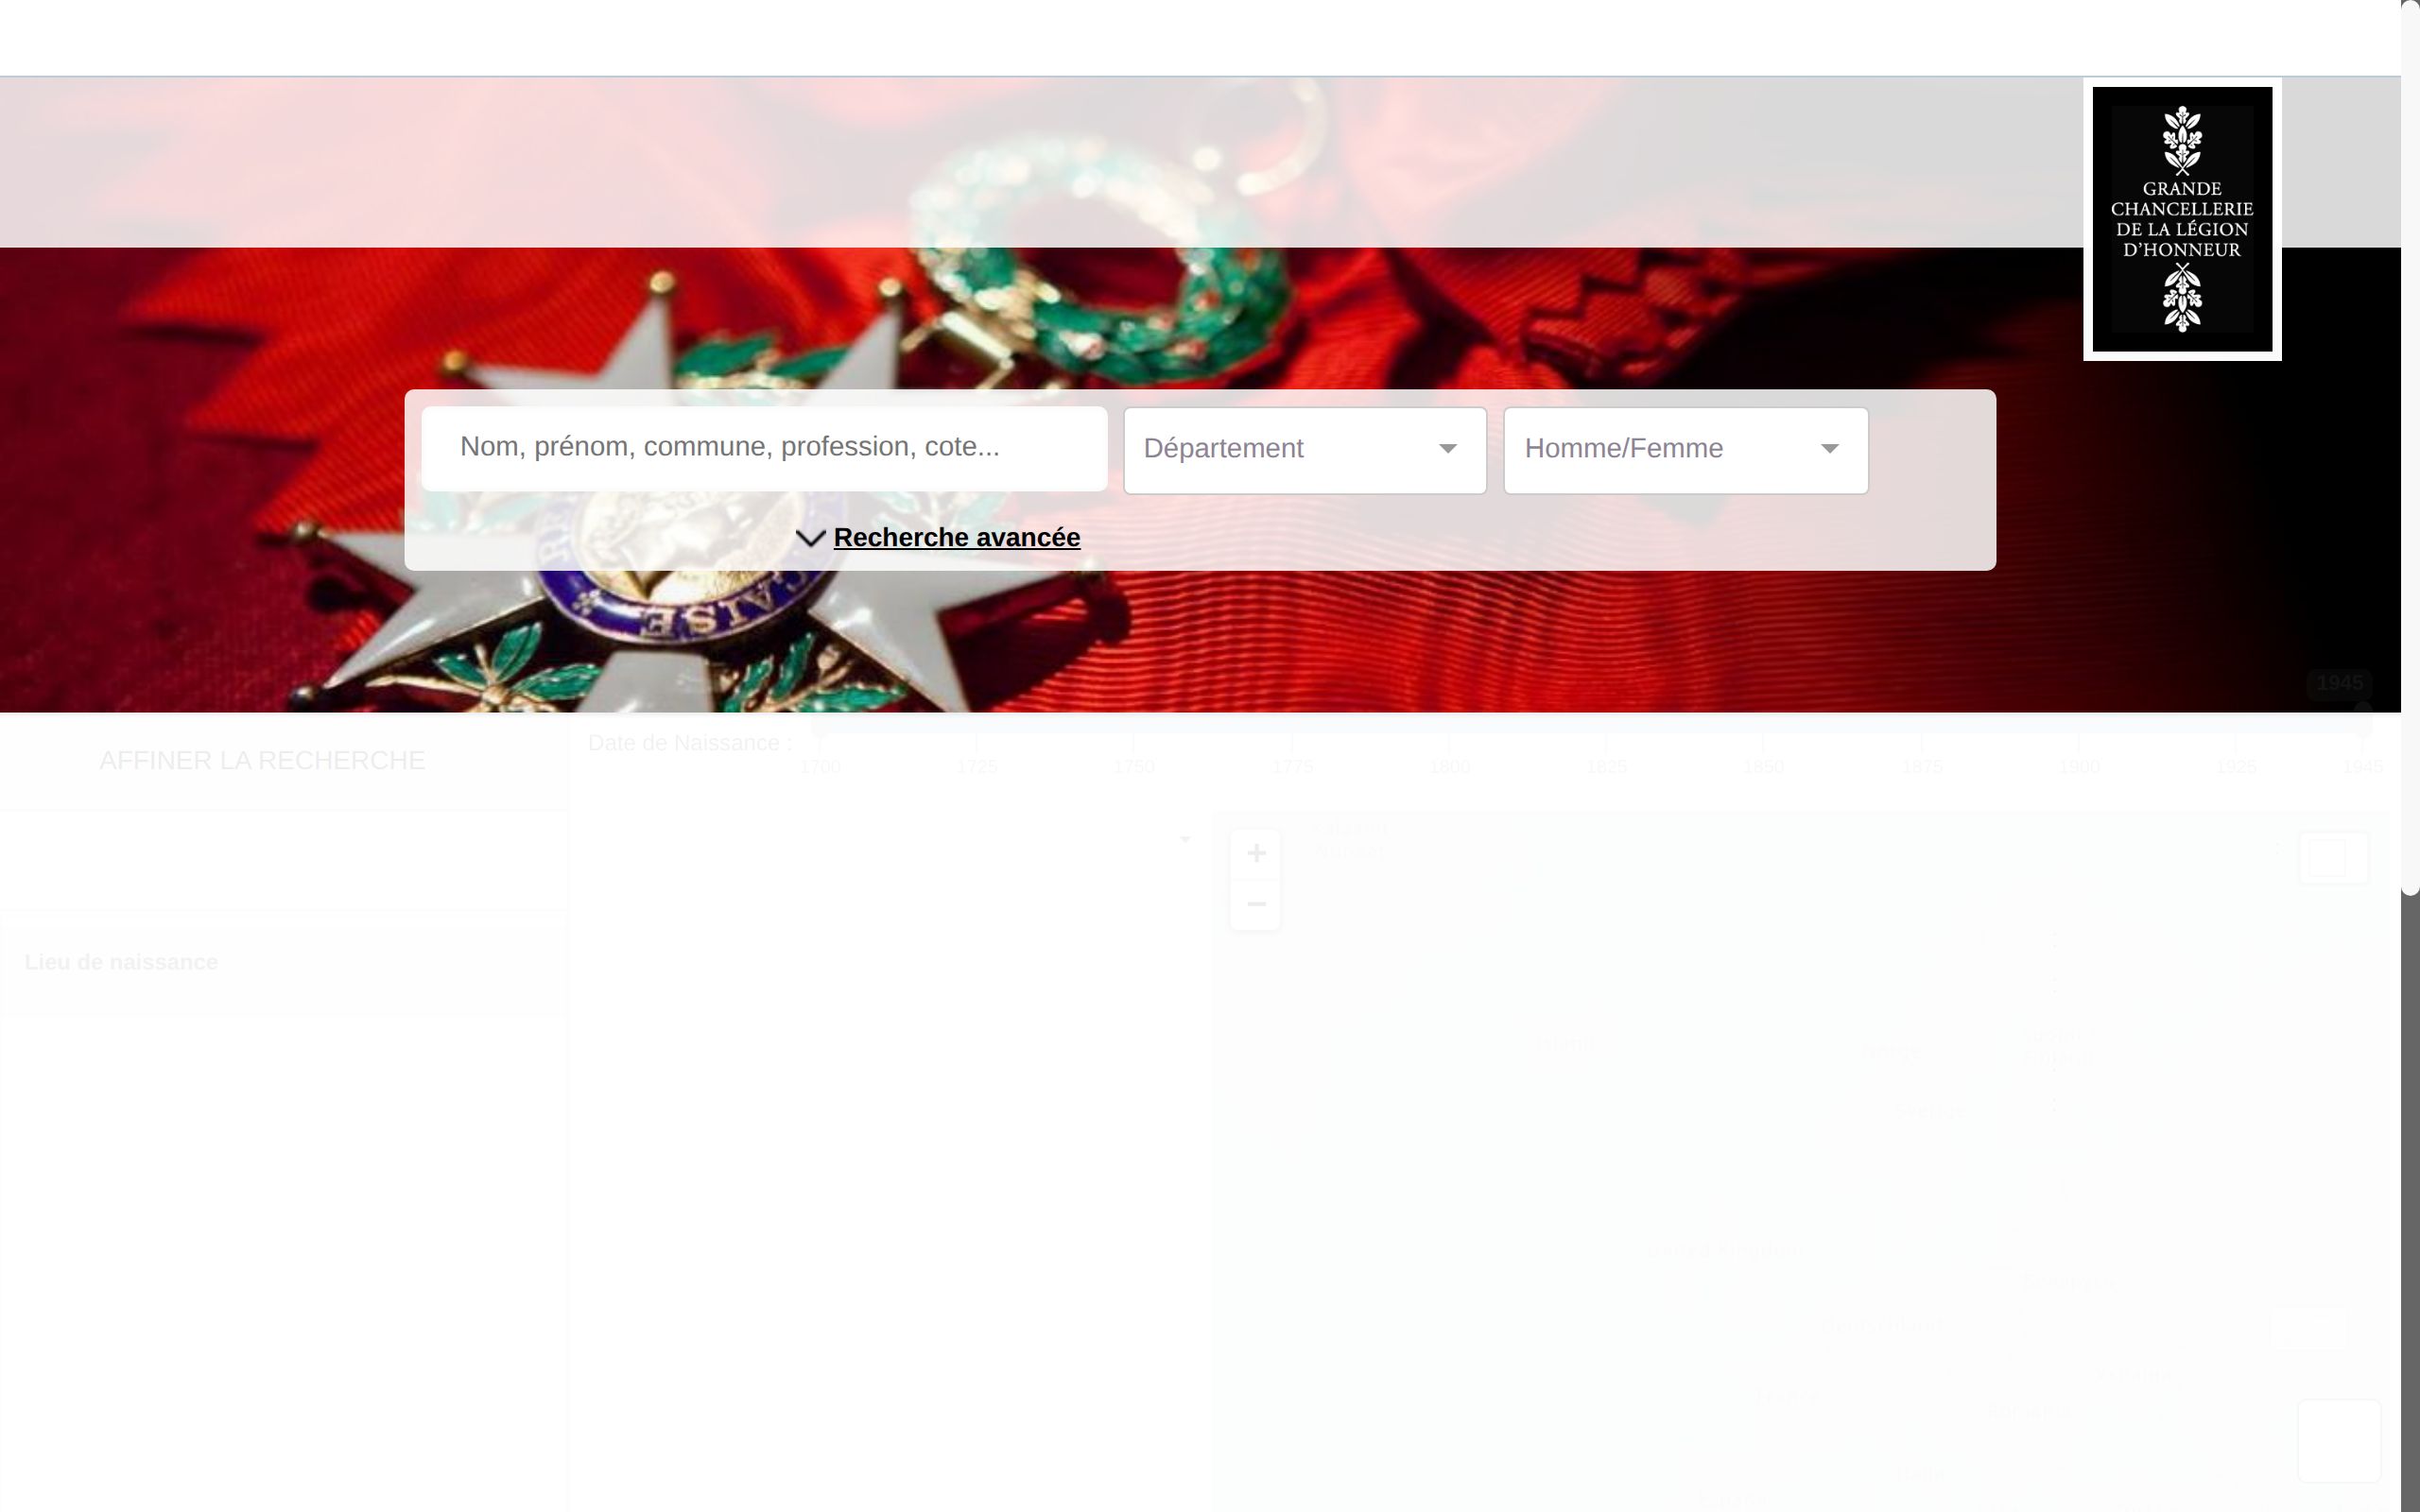 GRANDE
CHANCELLERIE
DE LA LÉGION
D'HONNEUR
Nom, prénom, commune, profession, cote...
Département
Homme/Femme
Recherche avancée
1945
AFFINER LA RECHERCHE
Date de Naissance :
1700 1725 1750 1775 1800 1825 1850 1875 1900 1925 1945
+
−
Lieu de naissance